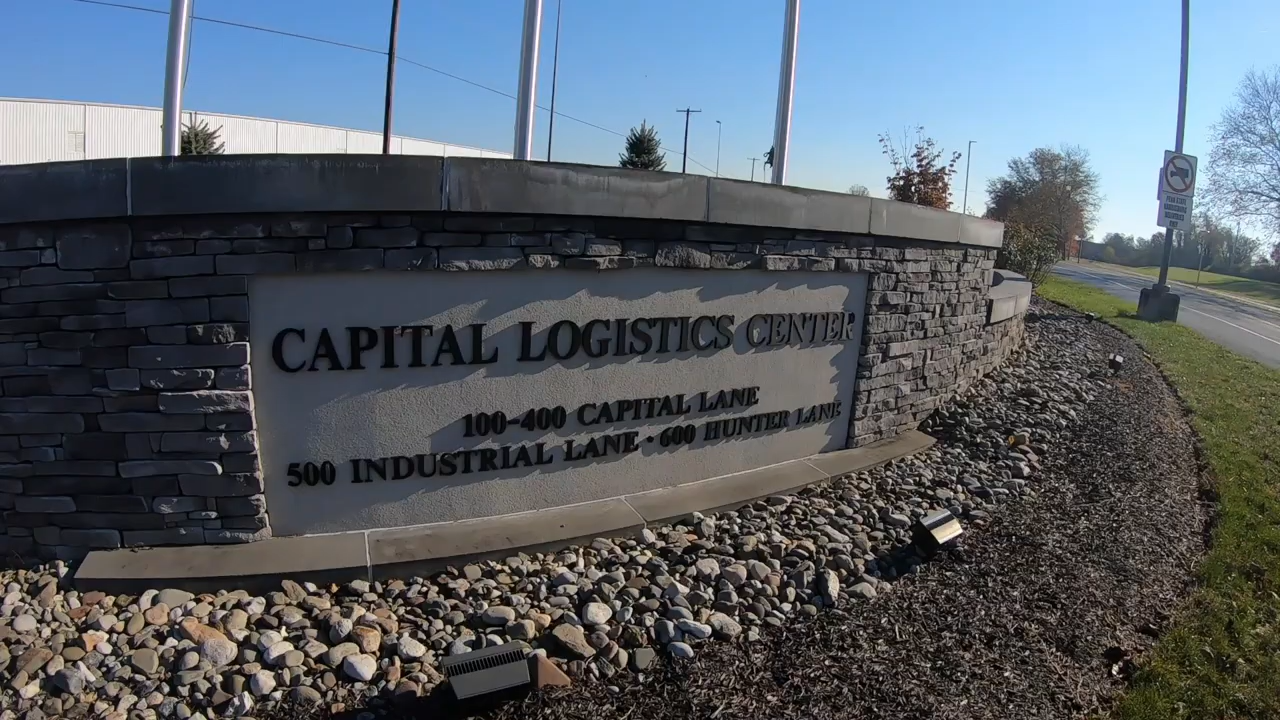 CAPITAL LOGISTICS CENTER
100-400 CAPITAL LANE
500 INDUSTRIAL LANE · 600 HUNTER LANE